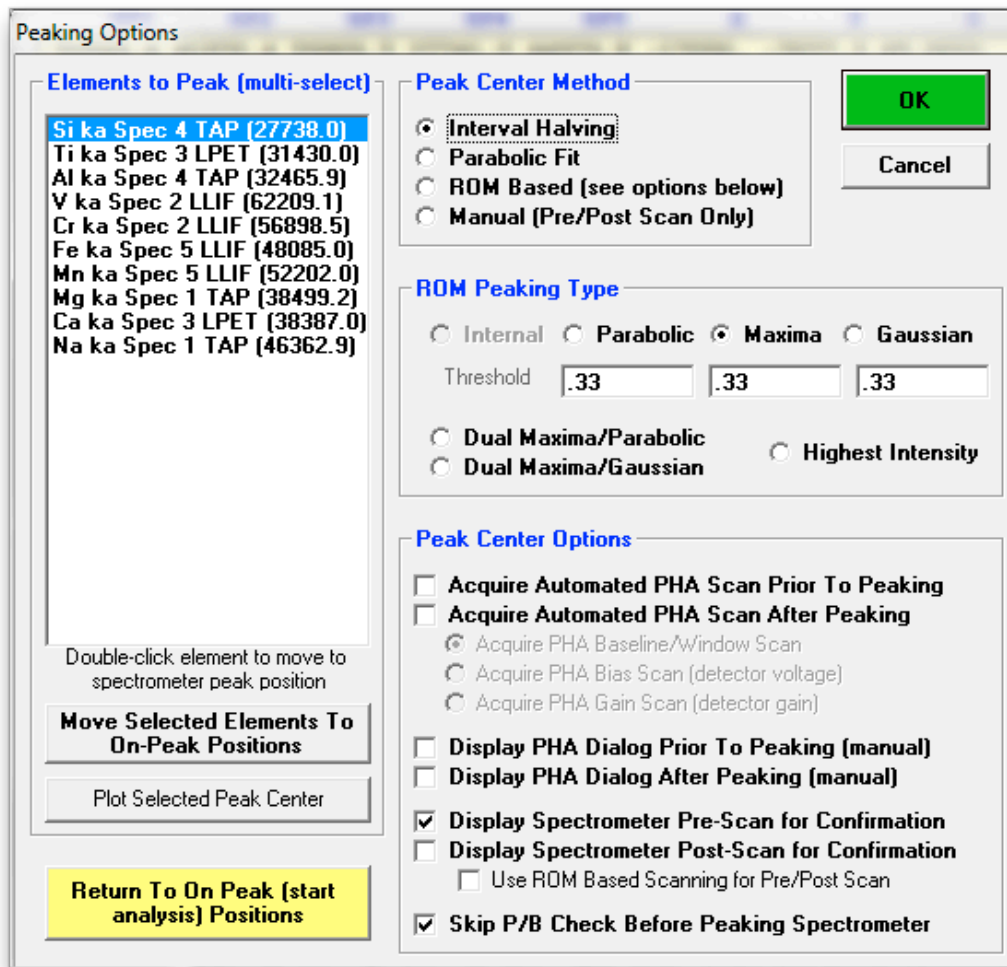 Peaking Options
Elements to Peak (multi-select)
Si ka Spec 4 TAP (27738.0)
Ti ka Spec 3 LPET (31430.0)
Al ka Spec 4 TAP (32465.9)
V ka Spec 2 LLIF (62209.1)
Cr ka Spec 2 LLIF (56898.5)
Fe ka Spec 5 LLIF (48085.0)
Mn ka Spec 5 LLIF (52202.0)
Mg ka Spec 1 TAP (38499.2)
Ca ka Spec 3 LPET (38387.0)
Na ka Spec 1 TAP (46362.9)
Double-click element to move to
spectrometer peak position
Move Selected Elements To
On-Peak Positions
Plot Selected Peak Center
Return To On Peak (start
analysis) Positions
Peak Center Method
Interval Halving
Parabolic Fit
ROM Based (see options below)
Manual (Pre/Post Scan Only)
OK
Cancel
ROM Peaking Type
Internal Parabolic Maxima Gaussian
Threshold .33 .33 .33
Dual Maxima/Parabolic
Dual Maxima/Gaussian
Highest Intensity
Peak Center Options
Acquire Automated PHA Scan Prior To Peaking
Acquire Automated PHA Scan After Peaking
Acquire PHA Baseline/Window Scan
Acquire PHA Bias Scan (detector voltage)
Acquire PHA Gain Scan (detector gain)
Display PHA Dialog Prior To Peaking (manual)
Display PHA Dialog After Peaking (manual)
Display Spectrometer Pre-Scan for Confirmation
Display Spectrometer Post-Scan for Confirmation
Use ROM Based Scanning for Pre/Post Scan
Skip P/B Check Before Peaking Spectrometer